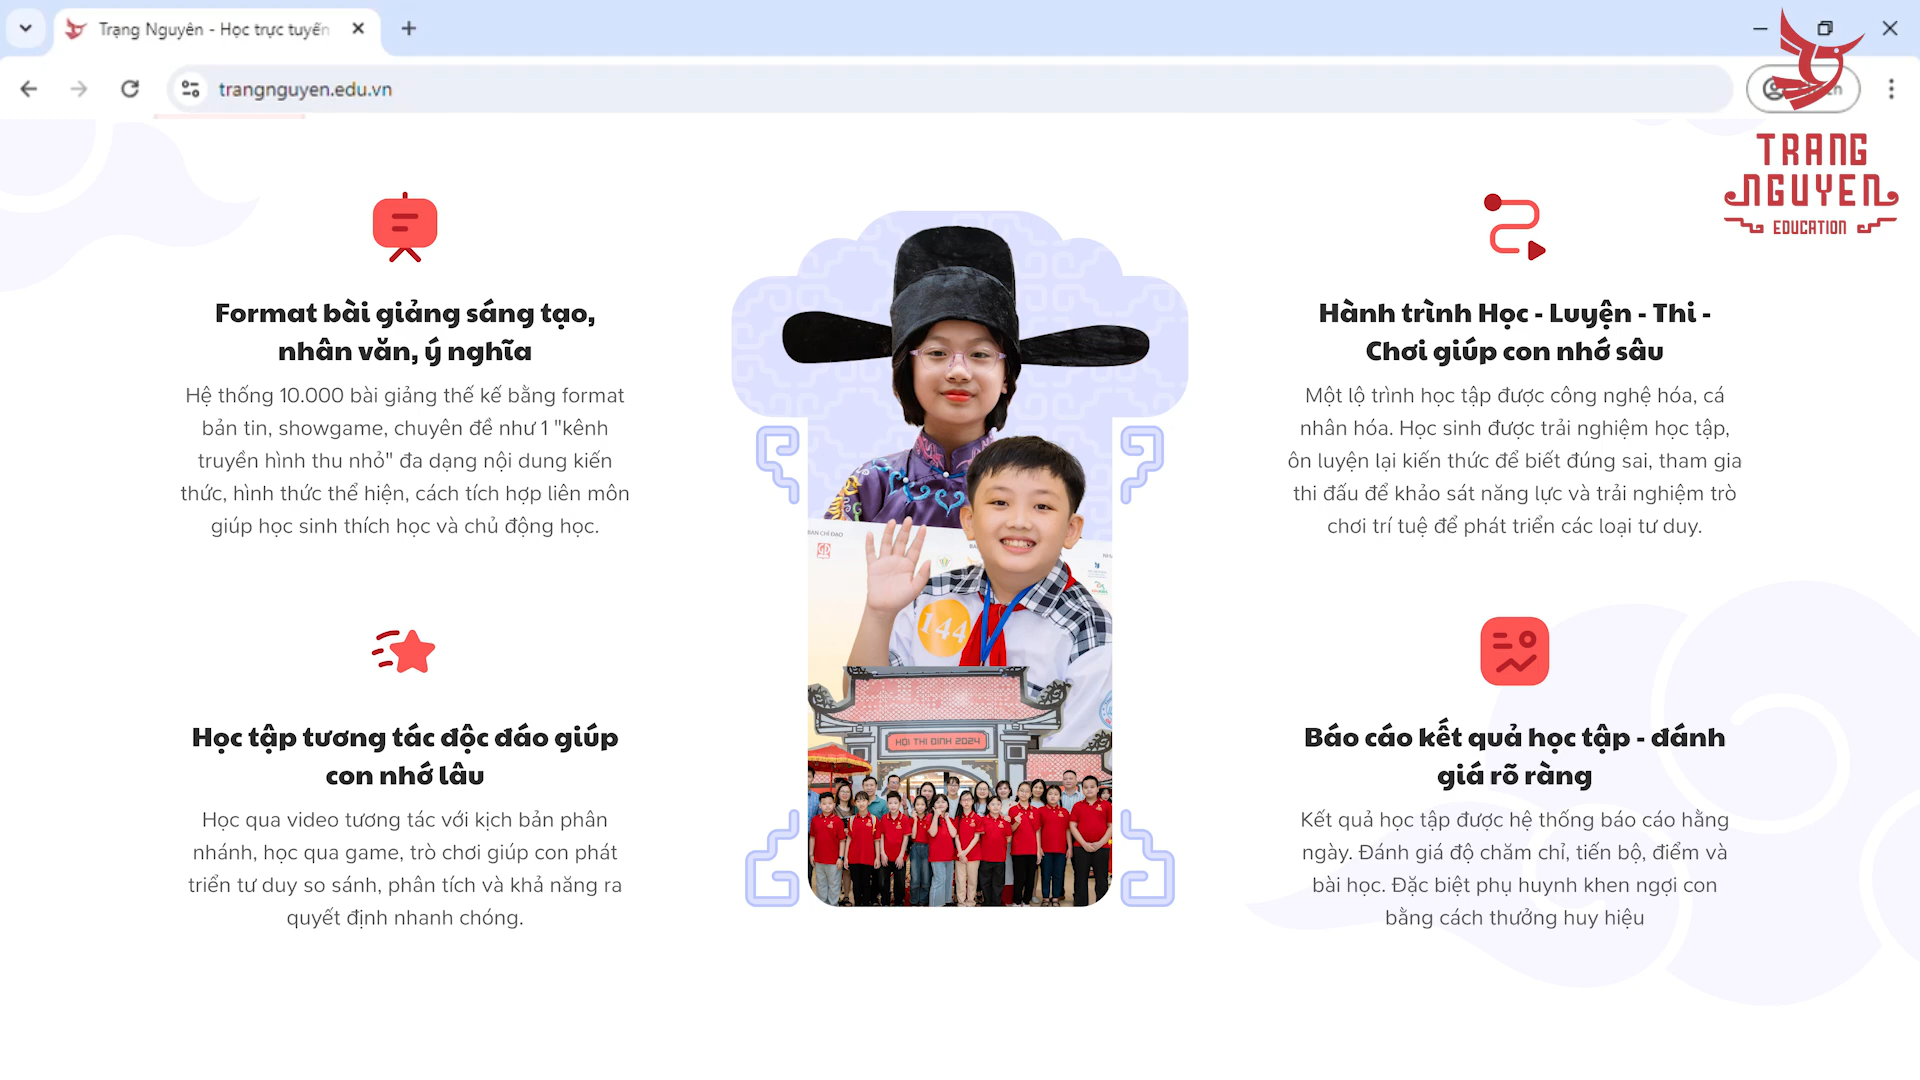 Trạng Nguyên - Học trực tuyến
trangnguyen.edu.vn
TRANG
NGUYEN
EDUCATION
Format bài giảng sáng tạo,
nhân văn, ý nghĩa
Hệ thống 10.000 bài giảng thế kế bằng format
bản tin, showgame, chuyên đề như 1 "kênh
truyền hình thu nhỏ" đa dạng nội dung kiến
thức, hình thức thể hiện, cách tích hợp liên môn
giúp học sinh thích học và chủ động học.
Hành trình Học - Luyện - Thi -
Chơi giúp con nhớ sâu
Một lộ trình học tập được công nghệ hóa, cá
nhân hóa. Học sinh được trải nghiệm học tập,
ôn luyện lại kiến thức để biết đúng sai, tham gia
thi đấu để khảo sát năng lực và trải nghiệm trò
chơi trí tuệ để phát triển các loại tư duy.
BAN CHỈ ĐẠO
144
HỘI THI ĐÌNH 2024
Học tập tương tác độc đáo giúp
con nhớ lâu
Học qua video tương tác với kịch bản phân
nhánh, học qua game, trò chơi giúp con phát
triển tư duy so sánh, phân tích và khả năng ra
quyết định nhanh chóng.
Báo cáo kết quả học tập - đánh
giá rõ ràng
Kết quả học tập được hệ thống báo cáo hằng
ngày. Đánh giá độ chăm chỉ, tiến bộ, điểm và
bài học. Đặc biệt phụ huynh khen ngợi con
bằng cách thưởng huy hiệu